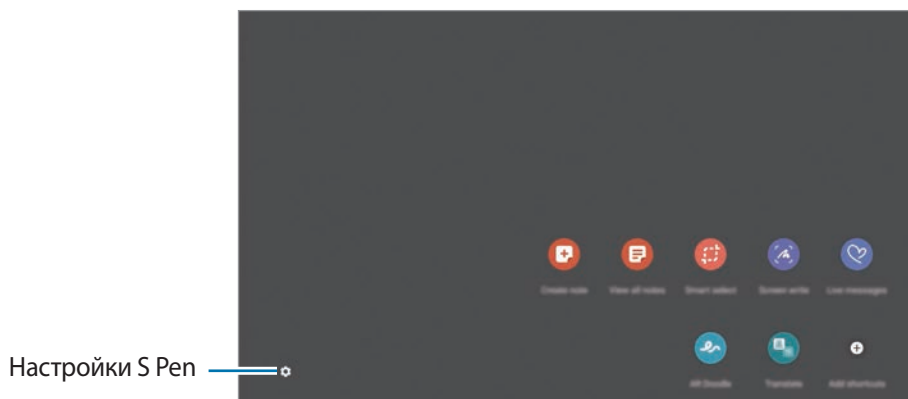 Create note View all notes Smart select Screen write Live messages
AR Doodle Translate Add shortcuts
Настройки S Pen